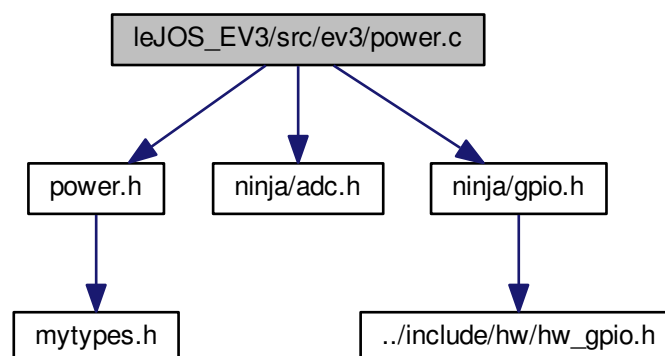 leJOS_EV3/src/ev3/power.c
power.h
ninja/adc.h
ninja/gpio.h
mytypes.h
../include/hw/hw_gpio.h